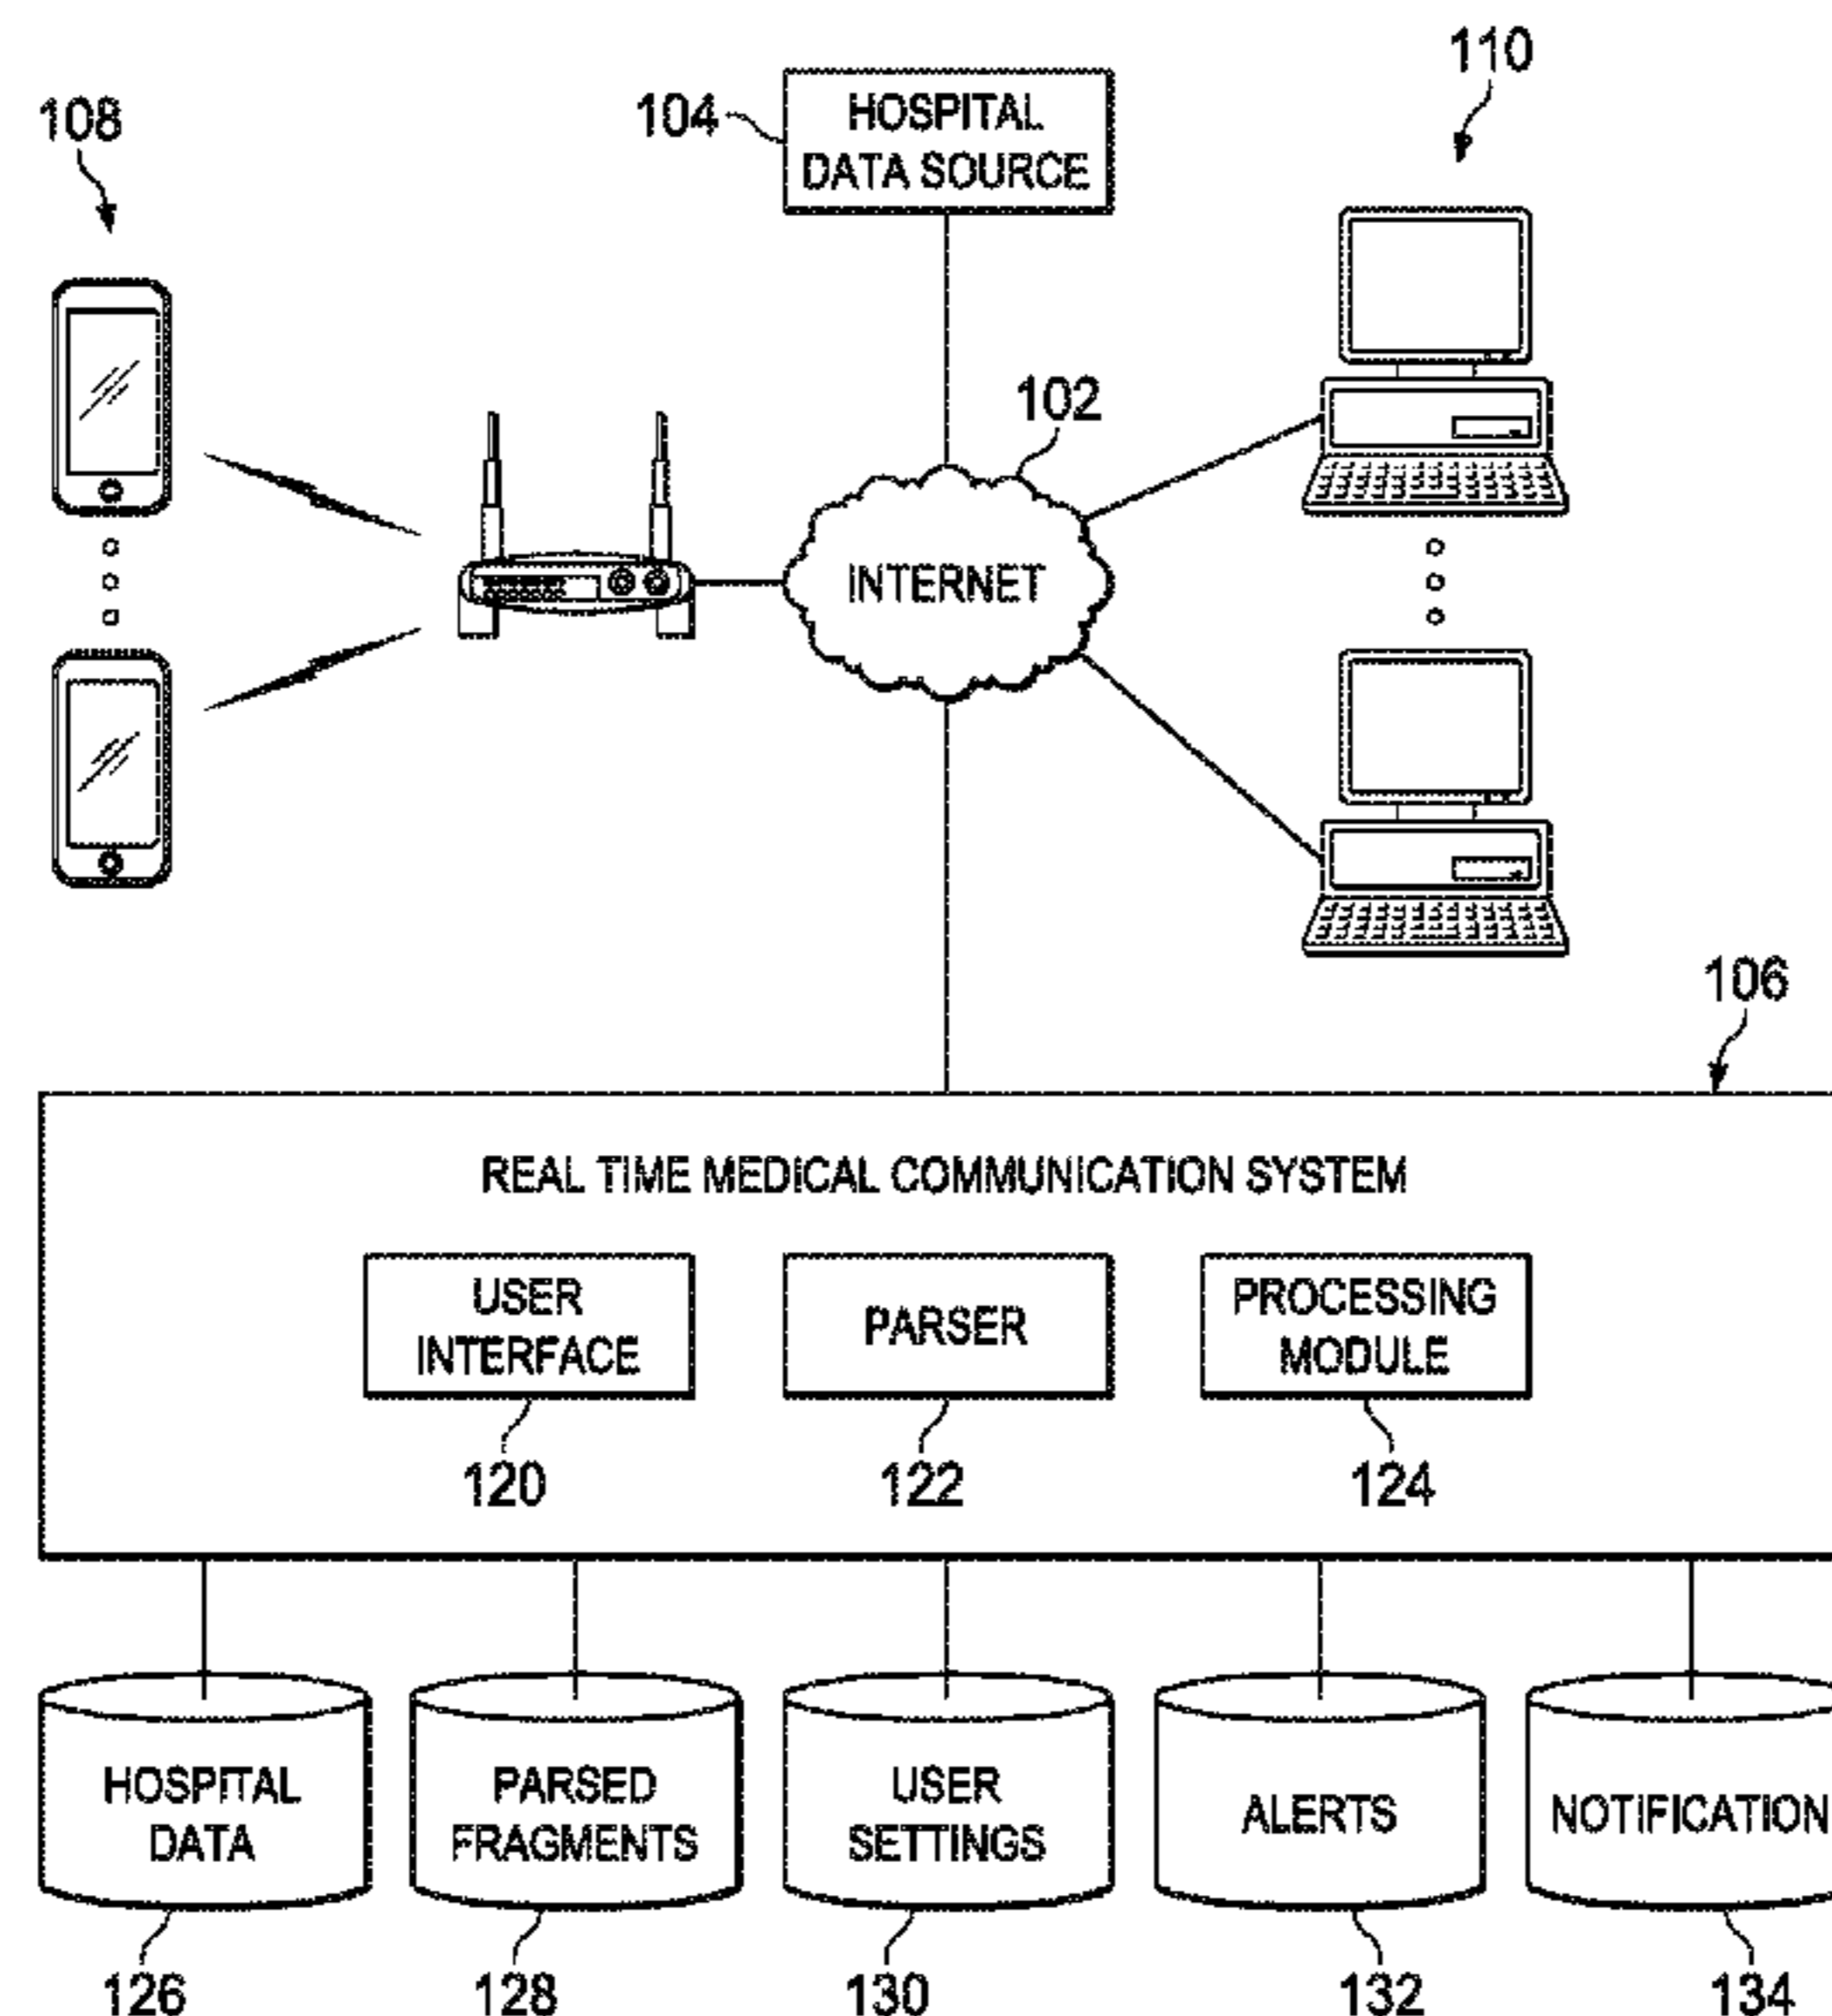 110
108
104
HOSPITAL
DATA SOURCE
102
INTERNET
106
REAL TIME MEDICAL COMMUNICATION SYSTEM
USER
INTERFACE
PARSER
PROCESSING
MODULE
120
122
124
HOSPITAL
DATA
PARSED
FRAGMENTS
USER
SETTINGS
ALERTS
NOTIFICATION
126
128
130
132
134